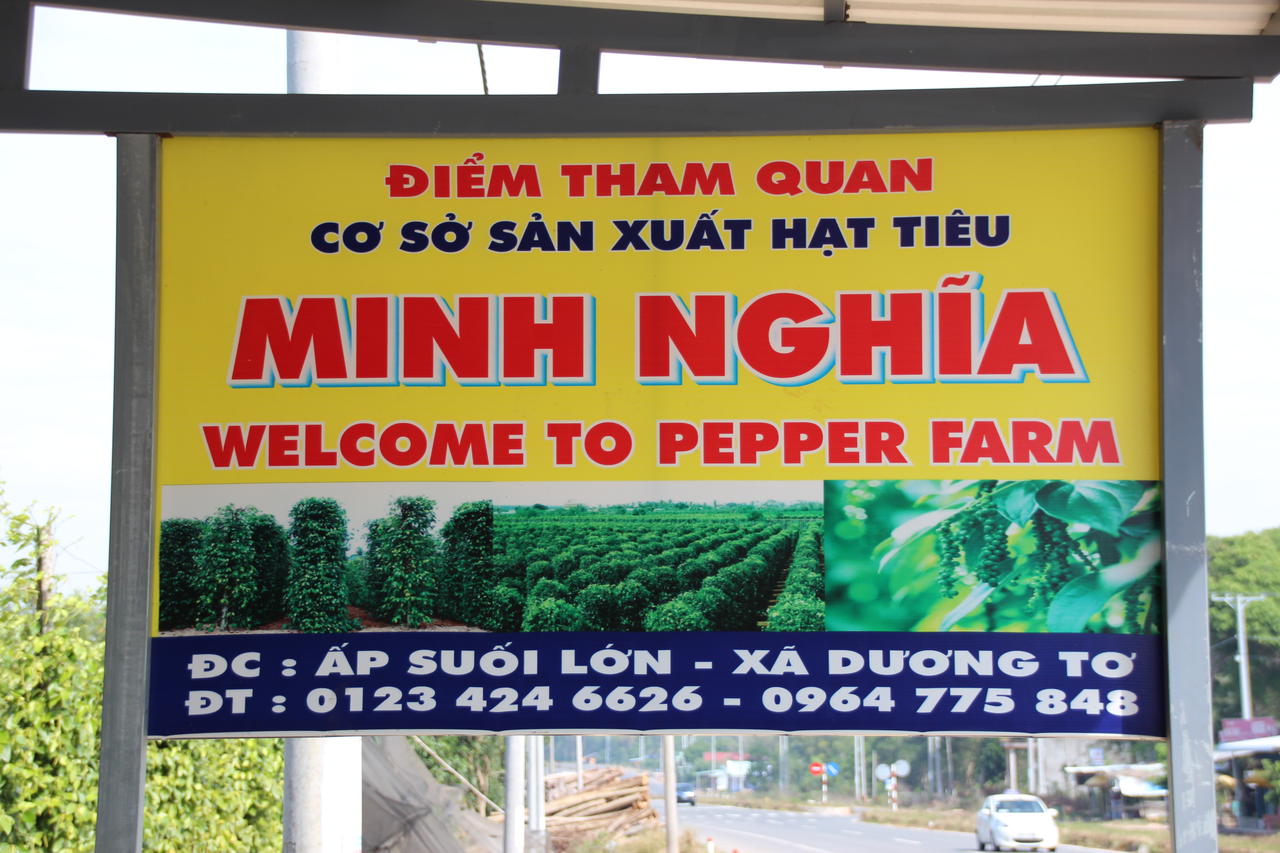 ĐIỂM THAM QUAN
CƠ SỞ SẢN XUẤT HẠT TIÊU
MINH NGHĨA
WELCOME TO PEPPER FARM
ĐC : ẤP SUỐI LỚN - XÃ DƯƠNG TƠ
ĐT : 0123 424 6626 - 0964 775 848